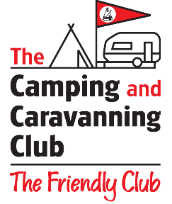 The
Camping and
Caravanning
Club
The Friendly Club